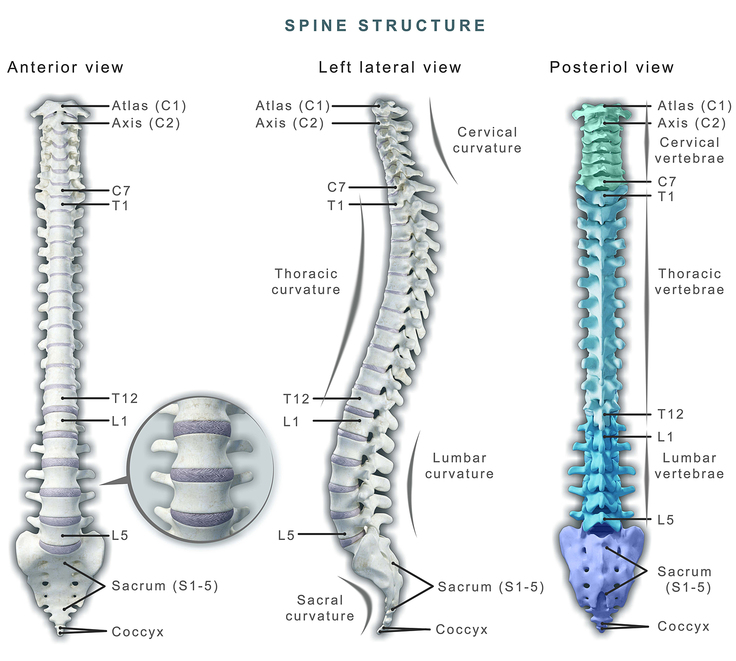 SPINE STRUCTURE
Anterior view
Left lateral view
Posteriol view
Atlas (C1)
Axis (C2)
C7
T1
T12
L1
L5
Sacrum (S1-5)
Coccyx
Atlas (C1)
Axis (C2)
Cervical
curvature
C7
T1
Thoracic
curvature
T12
L1
Lumbar
curvature
L5
Sacrum (S1-5)
Sacral
curvature
Coccyx
Atlas (C1)
Axis (C2)
Cervical
vertebrae
C7
T1
Thoracic
vertebrae
T12
L1
Lumbar
vertebrae
L5
Sacrum
(S1-5)
Coccyx